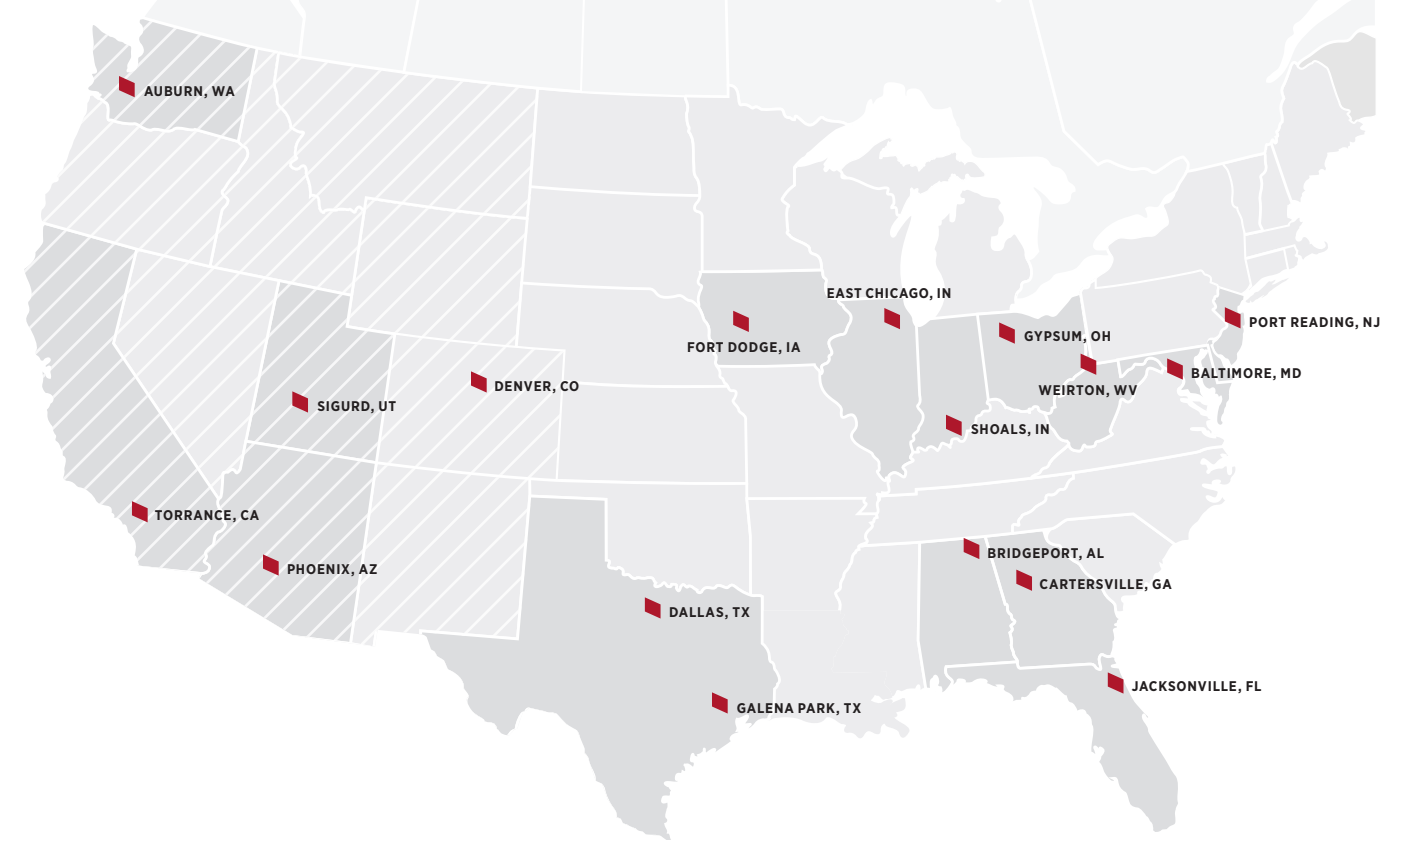 AUBURN, WA
EAST CHICAGO, IN
PORT READING, NJ
GYPSUM, OH
FORT DODGE, IA
BALTIMORE, MD
DENVER, CO
WEIRTON, WV
SIGURD, UT
SHOALS, IN
TORRANCE, CA
BRIDGEPORT, AL
PHOENIX, AZ
CARTERSVILLE, GA
DALLAS, TX
JACKSONVILLE, FL
GALENA PARK, TX